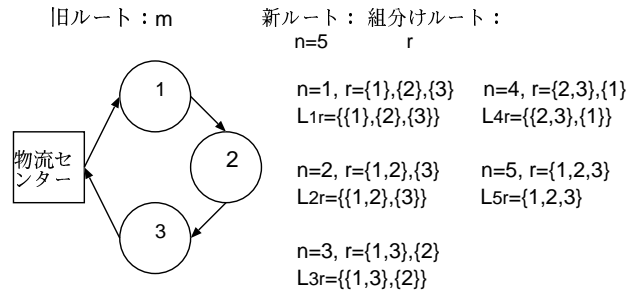 旧ルート：m
新ルート： 組分けルート：
n=5 r
1
2
3
物流セ
ンター
n=1, r={1},{2},{3}
L1r={{1},{2},{3}}
n=2, r={1,2},{3}
L2r={{1,2},{3}}
n=3, r={1,3},{2}
L3r={{1,3},{2}}
n=4, r={2,3},{1}
L4r={{2,3},{1}}
n=5, r={1,2,3}
L5r={1,2,3}